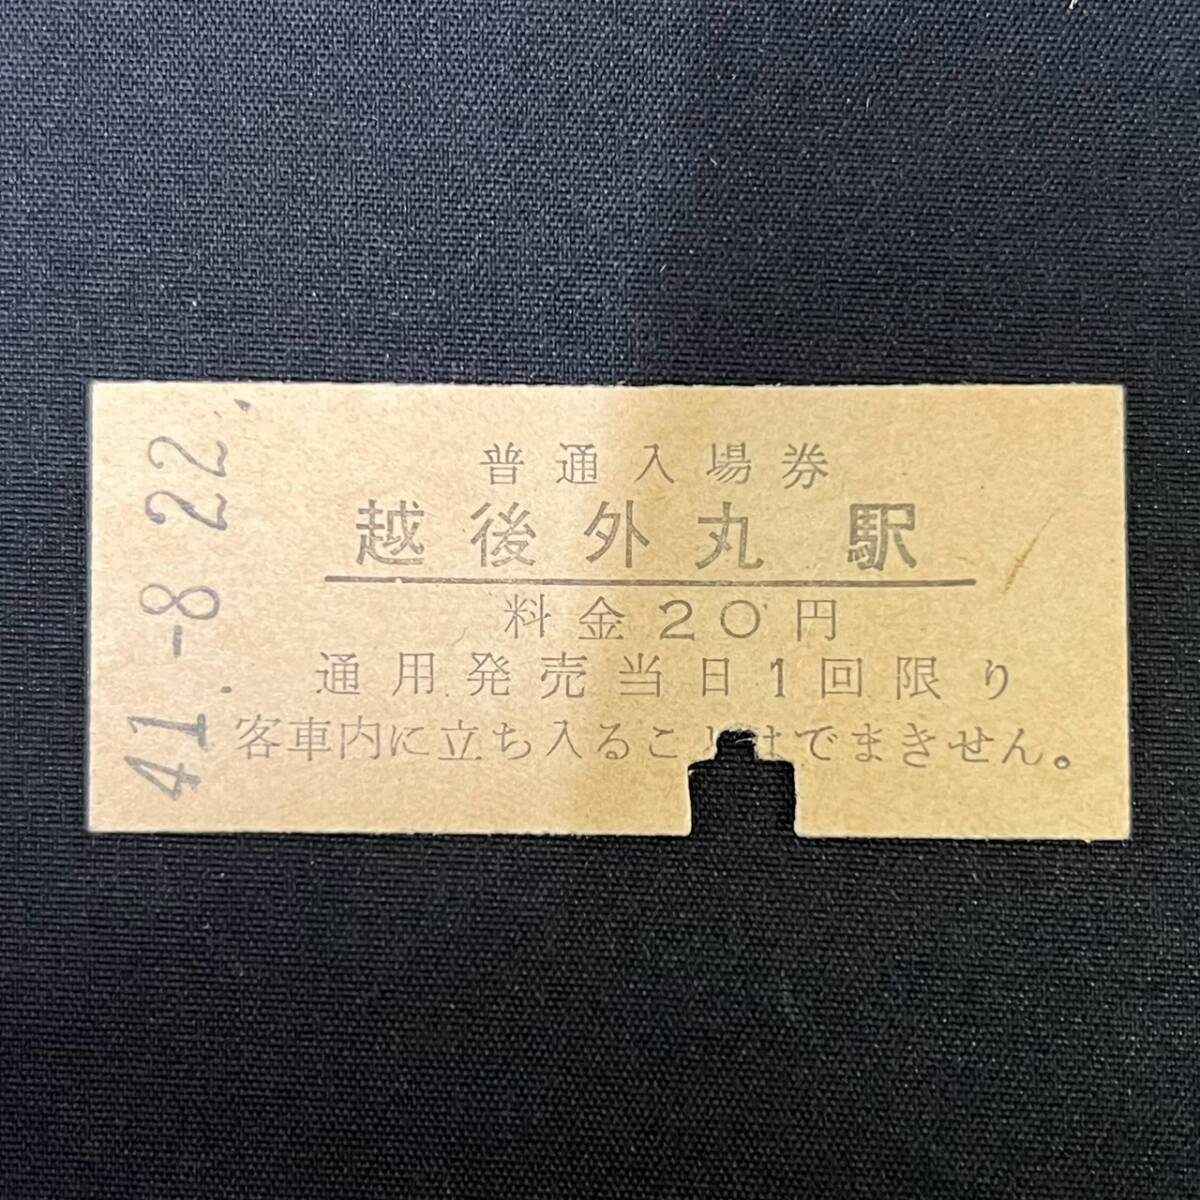 普通入場券
越後外丸 駅
料金20円
通用発売当日1回限り
客車内に立ち入ることはできません。
41.-8.22.